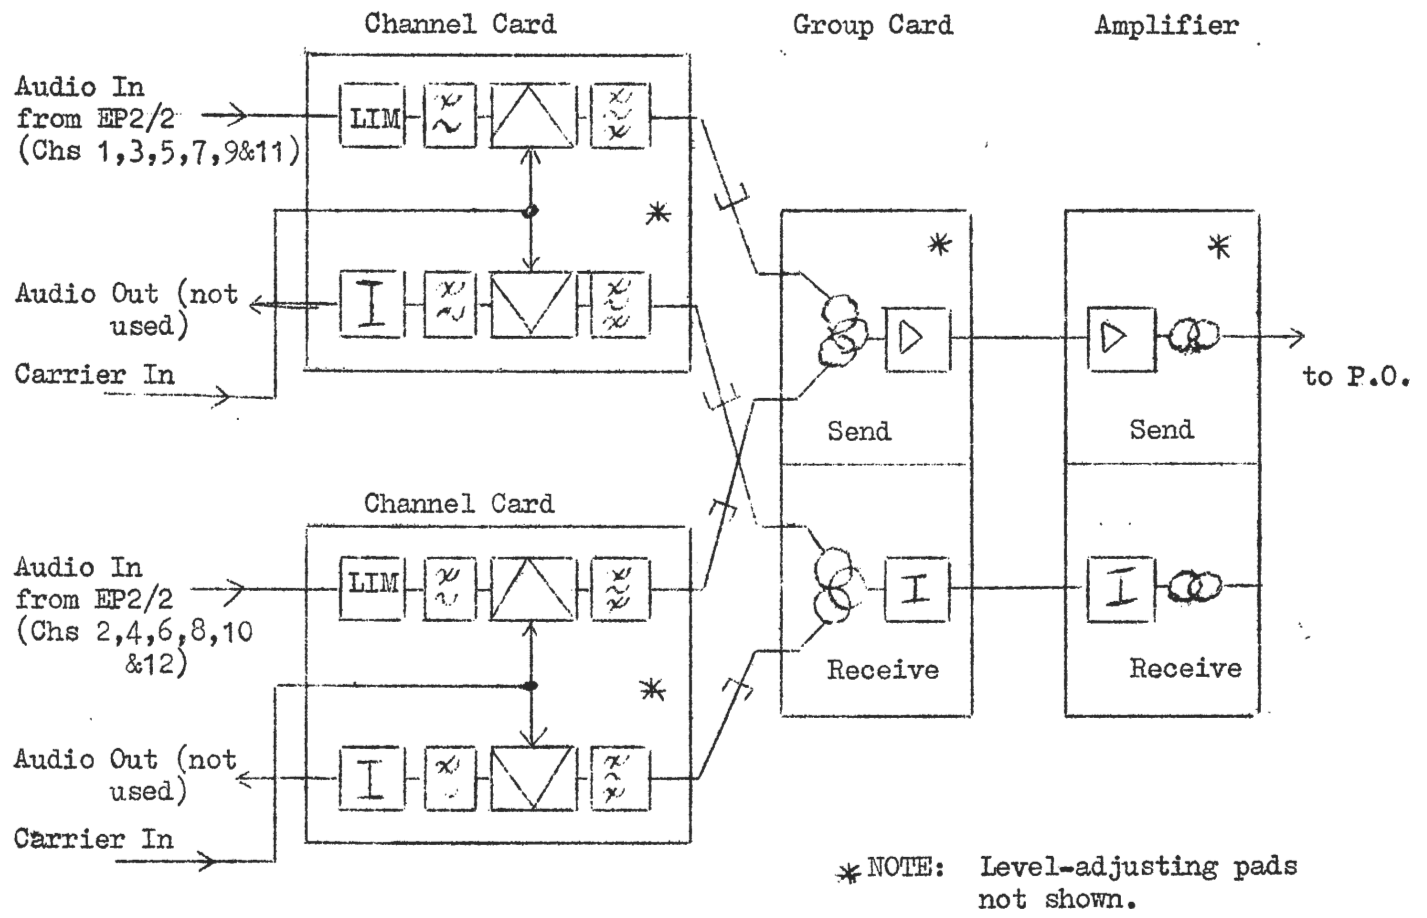 Channel Card
Group Card
Amplifier
Audio In
from EP2/2
(Chs 1,3,5,7,9&11)
LIM
*
I
Audio Out (not
used)
Carrier In
*
Send
*
Send
to P.O.
Channel Card
Audio In
from EP2/2
(Chs 2,4,6,8,10
&12)
LIM
*
I
Audio Out (not
used)
Carrier In
I
Receive
I
Receive
* NOTE: Level-adjusting pads
not shown.